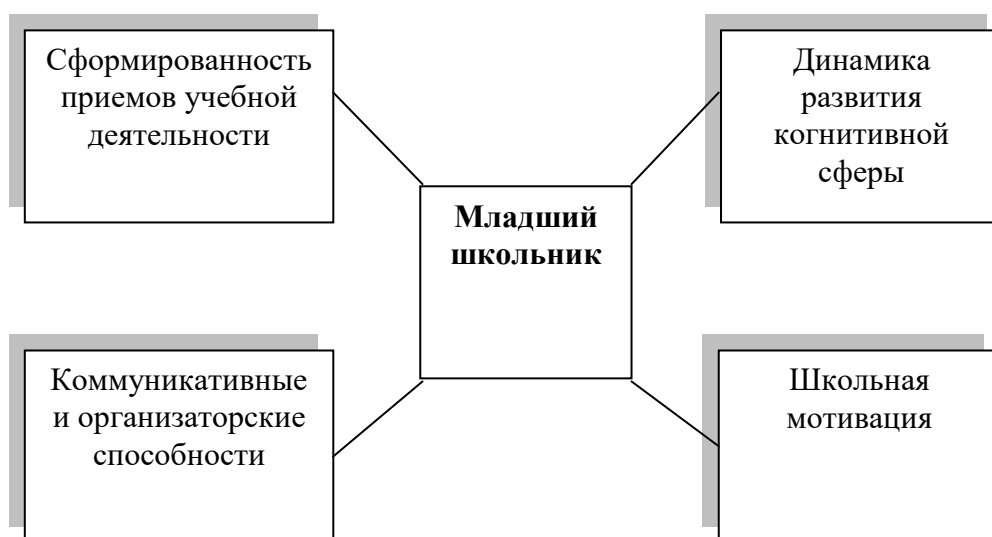 Сформированность
приемов учебной
деятельности
Динамика
развития
когнитивной
сферы
Младший
школьник
Коммуникативные
и организаторские
способности
Школьная
мотивация